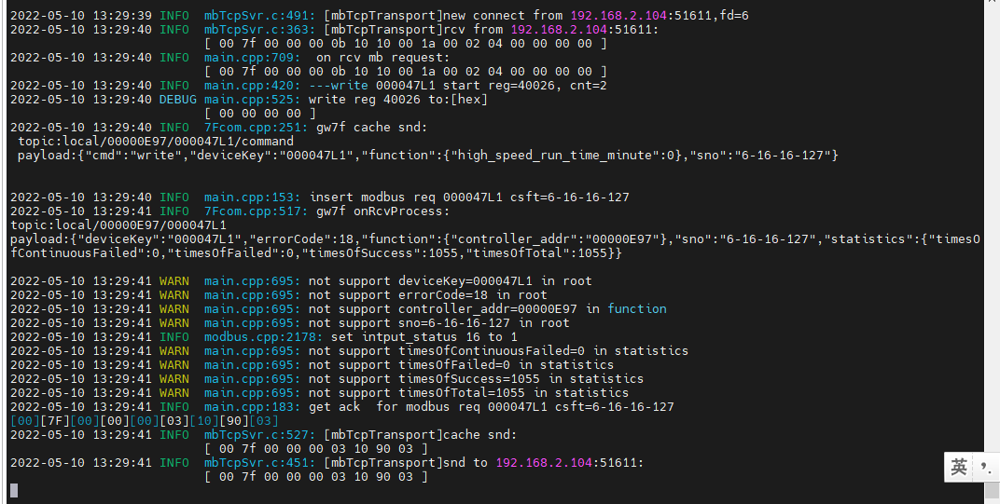 2022-05-10 13:29:39 INFO  mbTcpSvr.c:491: [mbTcpTransport]new connect from 192.168.2.104:51611,fd=6
2022-05-10 13:29:40 INFO  mbTcpSvr.c:363: [mbTcpTransport]rcv from 192.168.2.104:51611:
[ 00 7f 00 00 00 0b 10 10 00 1a 00 02 04 00 00 00 00 ]
2022-05-10 13:29:40 INFO  main.cpp:709:  on rcv mb request:
[ 00 7f 00 00 00 0b 10 10 00 1a 00 02 04 00 00 00 00 ]
2022-05-10 13:29:40 INFO  main.cpp:420: ---write 000047L1 start reg=40026, cnt=2
2022-05-10 13:29:40 DEBUG main.cpp:525: write reg 40026 to:[hex]
[ 00 00 00 00 ]
2022-05-10 13:29:40 INFO  7Fcom.cpp:251: gw7f cache snd:
topic:local/00000E97/000047L1/command
payload:{"cmd":"write","deviceKey":"000047L1","function":{"high_speed_run_time_minute":0},"sno":"6-16-16-127"}
2022-05-10 13:29:40 INFO  main.cpp:153: insert modbus req 000047L1 csft=6-16-16-127
2022-05-10 13:29:41 INFO  7Fcom.cpp:517: gw7f onRcvProcess:
topic:local/00000E97/000047L1
payload:{"deviceKey":"000047L1","errorCode":18,"function":{"controller_addr":"00000E97"},"sno":"6-16-16-127","statistics":{"timesO
fContinuousFailed":0,"timesOfFailed":0,"timesOfSuccess":1055,"timesOfTotal":1055}}
2022-05-10 13:29:41 WARN  main.cpp:695: not support deviceKey=000047L1 in root
2022-05-10 13:29:41 WARN  main.cpp:695: not support errorCode=18 in root
2022-05-10 13:29:41 WARN  main.cpp:695: not support controller_addr=00000E97 in function
2022-05-10 13:29:41 WARN  main.cpp:695: not support sno=6-16-16-127 in root
2022-05-10 13:29:41 INFO  modbus.cpp:2178: set intput_status 16 to 1
2022-05-10 13:29:41 WARN  main.cpp:695: not support timesOfContinuousFailed=0 in statistics
2022-05-10 13:29:41 WARN  main.cpp:695: not support timesOfFailed=0 in statistics
2022-05-10 13:29:41 WARN  main.cpp:695: not support timesOfSuccess=1055 in statistics
2022-05-10 13:29:41 WARN  main.cpp:695: not support timesOfTotal=1055 in statistics
2022-05-10 13:29:41 INFO  main.cpp:183: get ack  for modbus req 000047L1 csft=6-16-16-127
[00][7F][00][00][00][03][10][90][03]
2022-05-10 13:29:41 INFO  mbTcpSvr.c:527: [mbTcpTransport]cache snd:
[ 00 7f 00 00 00 03 10 90 03 ]
2022-05-10 13:29:41 INFO  mbTcpSvr.c:451: [mbTcpTransport]snd to 192.168.2.104:51611:
[ 00 7f 00 00 00 03 10 90 03 ]
英